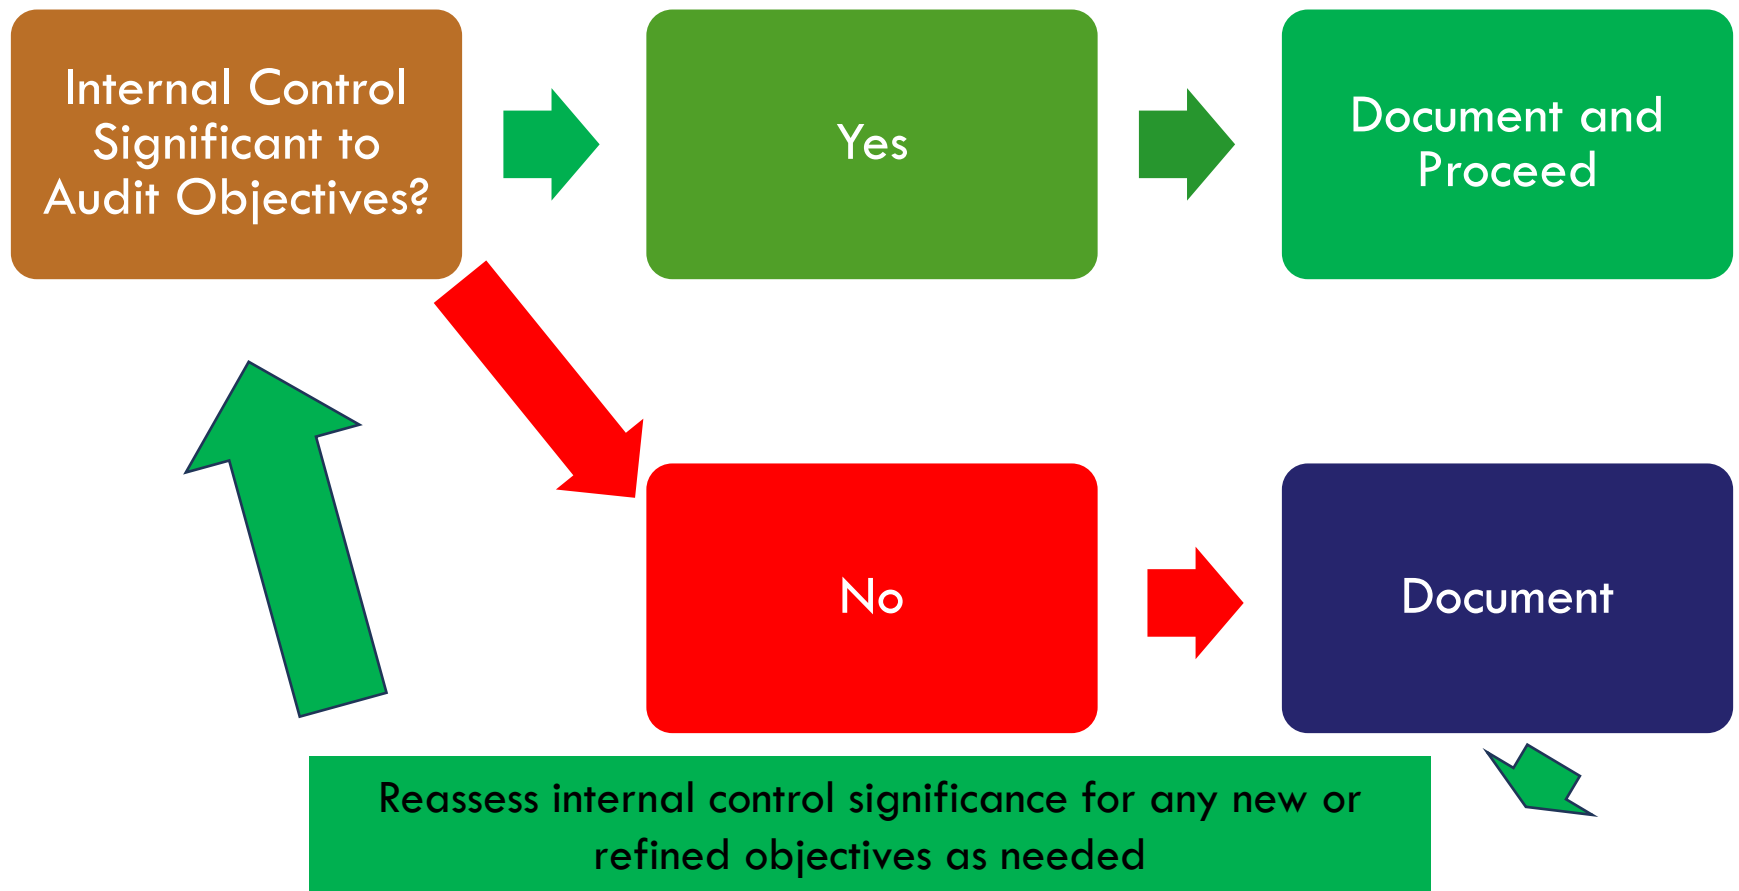 Internal Control
Significant to
Audit Objectives?
Yes
Document and
Proceed
No
Document
Reassess internal control significance for any new or
refined objectives as needed